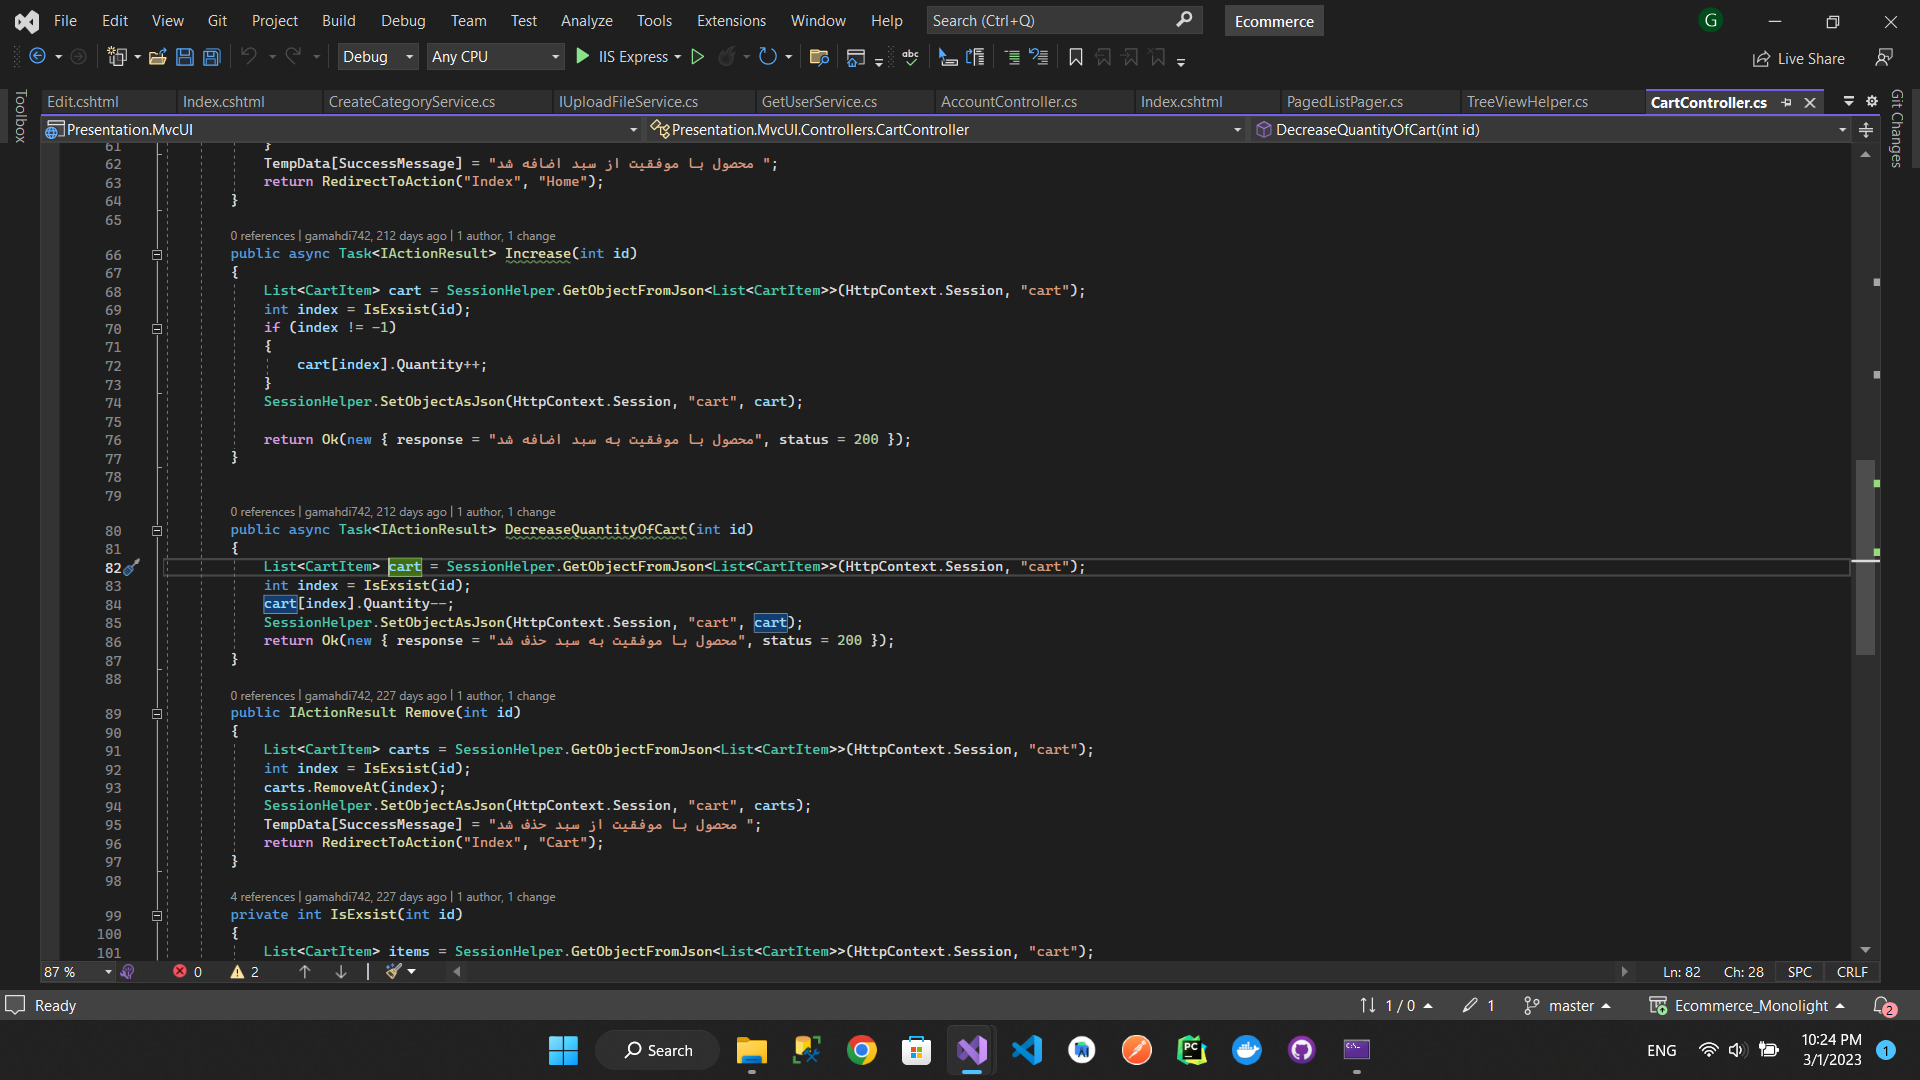 File Edit View Git Project Build Debug Team Test Analyze Tools Extensions Window Help Search (Ctrl+Q) Ecommerce G
Debug Any CPU IIS Express abc Live Share
Toolbox
Edit.cshtml Index.cshtml CreateCategoryService.cs IUploadFileService.cs GetUserService.cs AccountController.cs Index.cshtml PagedListPager.cs TreeViewHelper.cs CartController.cs
Git Changes
Presentation.MvcUI Presentation.MvcUI.Controllers.CartController DecreaseQuantityOfCart(int id)
61 }
62 TempData[SuccessMessage] = "محصول با موفقیت از سبد اضافه شد ";
63 return RedirectToAction("Index", "Home");
64 }
65
0 references | gamahdi742, 212 days ago | 1 author, 1 change
66 public async Task<IActionResult> Increase(int id)
67 {
68 List<CartItem> cart = SessionHelper.GetObjectFromJson<List<CartItem>>(HttpContext.Session, "cart");
69 int index = IsExsist(id);
70 if (index != -1)
71 {
72 cart[index].Quantity++;
73 }
74 SessionHelper.SetObjectAsJson(HttpContext.Session, "cart", cart);
75
76 return Ok(new { response = "محصول با موفقیت به سبد اضافه شد", status = 200 });
77 }
78
79
0 references | gamahdi742, 212 days ago | 1 author, 1 change
80 public async Task<IActionResult> DecreaseQuantityOfCart(int id)
81 {
82 List<CartItem> cart = SessionHelper.GetObjectFromJson<List<CartItem>>(HttpContext.Session, "cart");
83 int index = IsExsist(id);
84 cart[index].Quantity--;
85 SessionHelper.SetObjectAsJson(HttpContext.Session, "cart", cart);
86 return Ok(new { response = "محصول با موفقیت به سبد حذف شد", status = 200 });
87 }
88
0 references | gamahdi742, 227 days ago | 1 author, 1 change
89 public IActionResult Remove(int id)
90 {
91 List<CartItem> carts = SessionHelper.GetObjectFromJson<List<CartItem>>(HttpContext.Session, "cart");
92 int index = IsExsist(id);
93 carts.RemoveAt(index);
94 SessionHelper.SetObjectAsJson(HttpContext.Session, "cart", carts);
95 TempData[SuccessMessage] = "محصول با موفقیت از سبد حذف شد ";
96 return RedirectToAction("Index", "Cart");
97 }
98
4 references | gamahdi742, 227 days ago | 1 author, 1 change
99 private int IsExsist(int id)
100 {
101 List<CartItem> items = SessionHelper.GetObjectFromJson<List<CartItem>>(HttpContext.Session, "cart");
87 % 0 2 Ln: 82 Ch: 28 SPC CRLF
Ready 1 / 0 1 master Ecommerce_Monolight 2
Search PC ENG 10:24 PM 1
3/1/2023